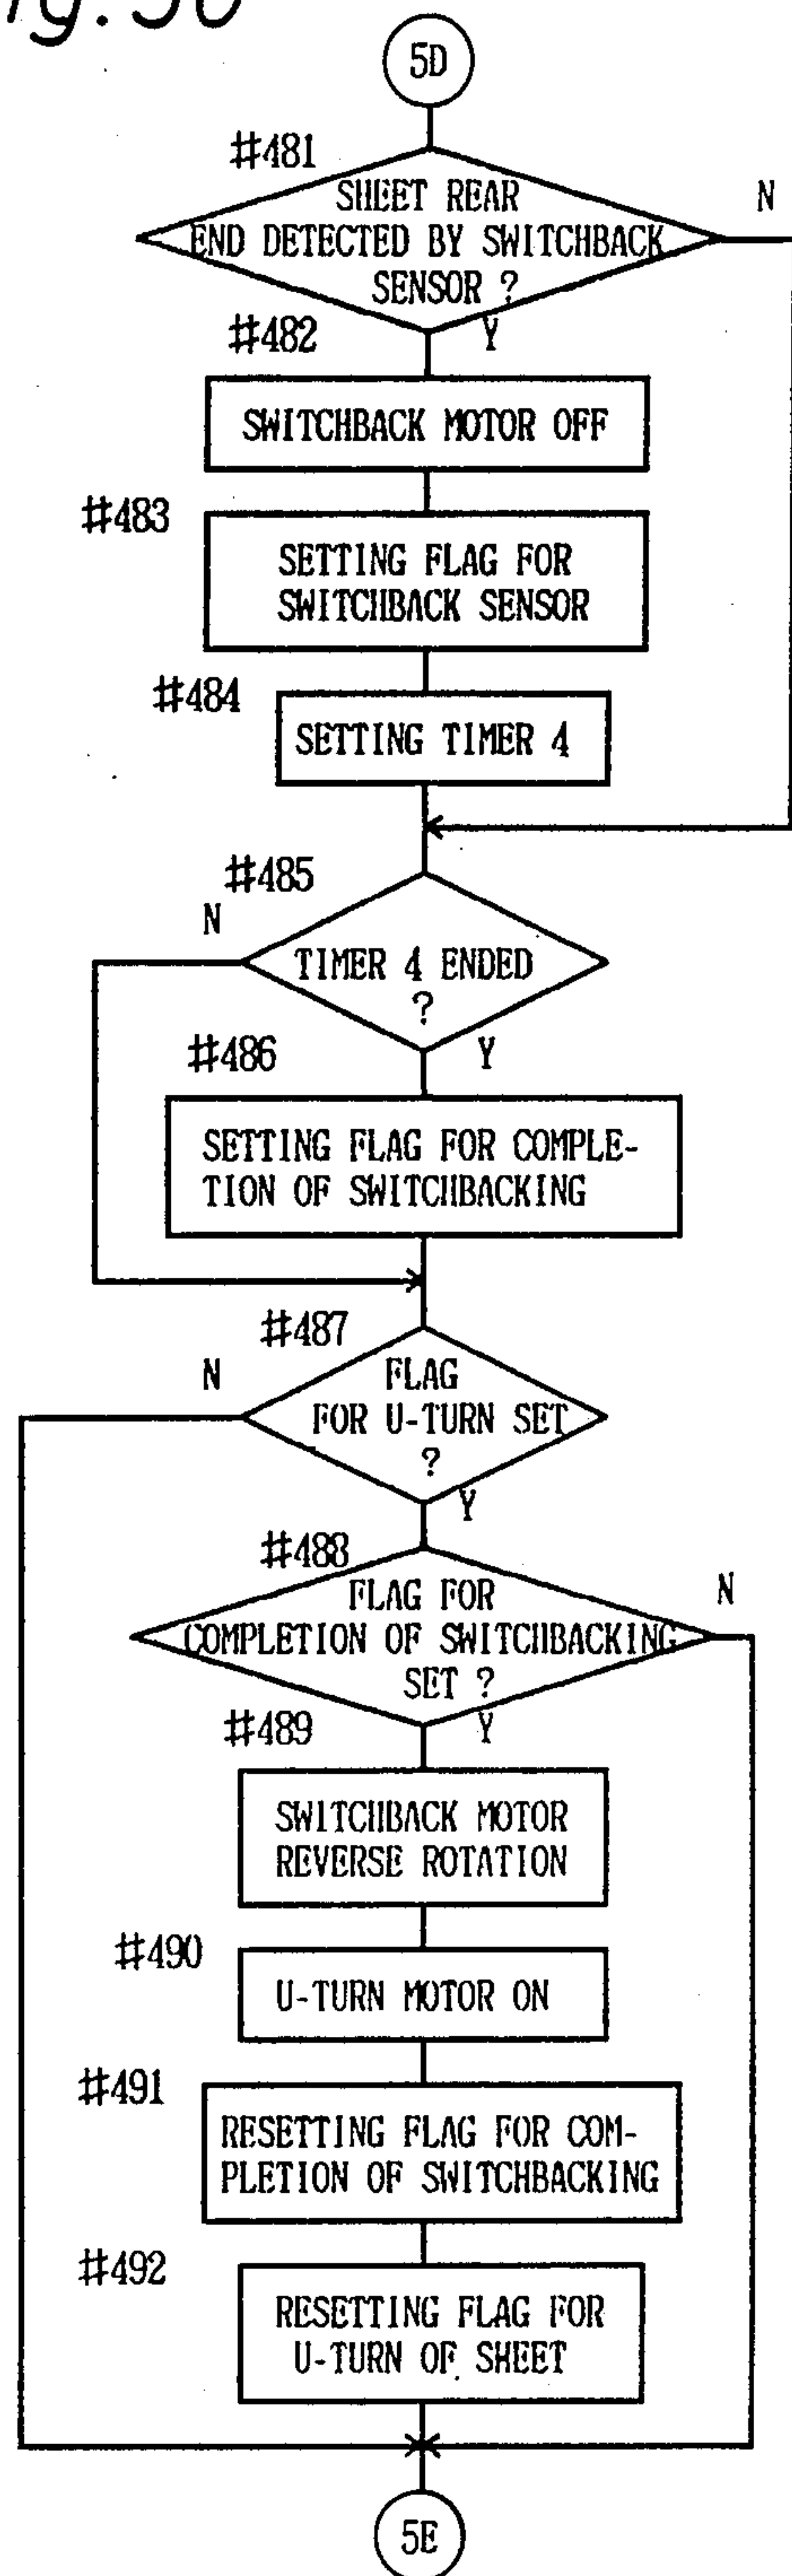 5D
#481
SHEET REAR
END DETECTED BY SWITCHBACK
SENSOR ?
N
Y
#482
SWITCHBACK MOTOR OFF
#483
SETTING FLAG FOR
SWITCHBACK SENSOR
#484
SETTING TIMER 4
#485
N
TIMER 4 ENDED
?
Y
#486
SETTING FLAG FOR COMPLE-
TION OF SWITCHBACKING
#487
N
FLAG
FOR U-TURN SET
?
Y
#488
FLAG FOR
COMPLETION OF SWITCHBACKING
SET ?
N
Y
#489
SWITCHBACK MOTOR
REVERSE ROTATION
#490
U-TURN MOTOR ON
#491
RESETTING FLAG FOR COM-
PLETION OF SWITCHBACKING
#492
RESETTING FLAG FOR
U-TURN OF SHEET
5E